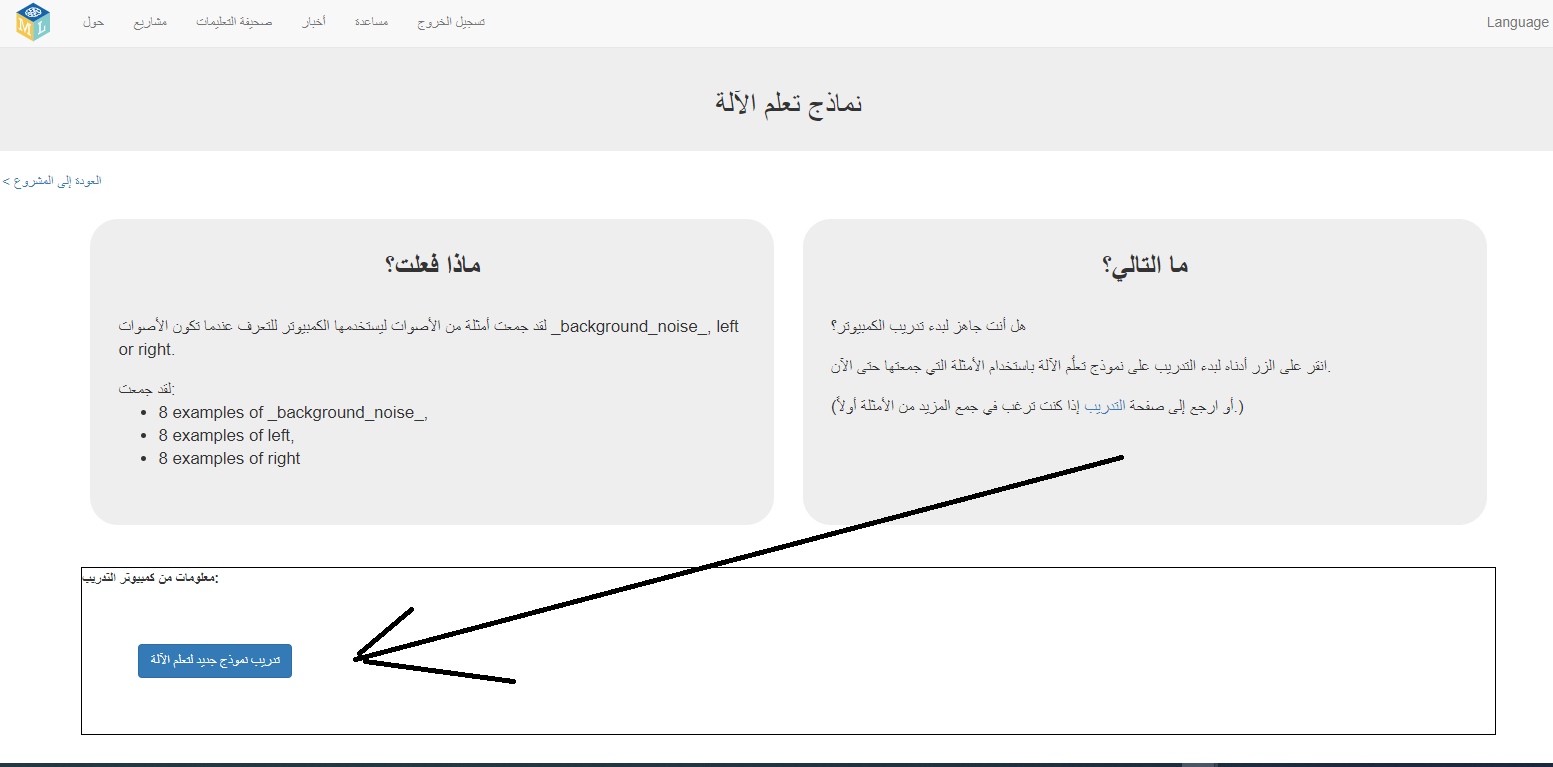 ML
حول
مشاريع
صحيفة التعليمات
أخبار
مساعدة
تسجيل الخروج
Language
نماذج تعلم الآلة
العودة إلى المشروع >
ماذا فعلت؟
لقد جمعت أمثلة من الأصوات ليستخدمها الكمبيوتر للتعرف عندما تكون الأصوات _background_noise_, left
or right.
لقد جمعت:
• 8 examples of _background_noise_,
• 8 examples of left,
• 8 examples of right
ما التالي؟
هل أنت جاهز لبدء تدريب الكمبيوتر؟
انقر على الزر أدناه لبدء التدريب على نموذج تعلُّم الآلة باستخدام الأمثلة التي جمعتها حتى الآن.
(أو ارجع إلى صفحة التدريب إذا كنت ترغب في جمع المزيد من الأمثلة أولاً.)
معلومات من كمبيوتر التدريب:
تدريب نموذج جديد لتعلم الآلة